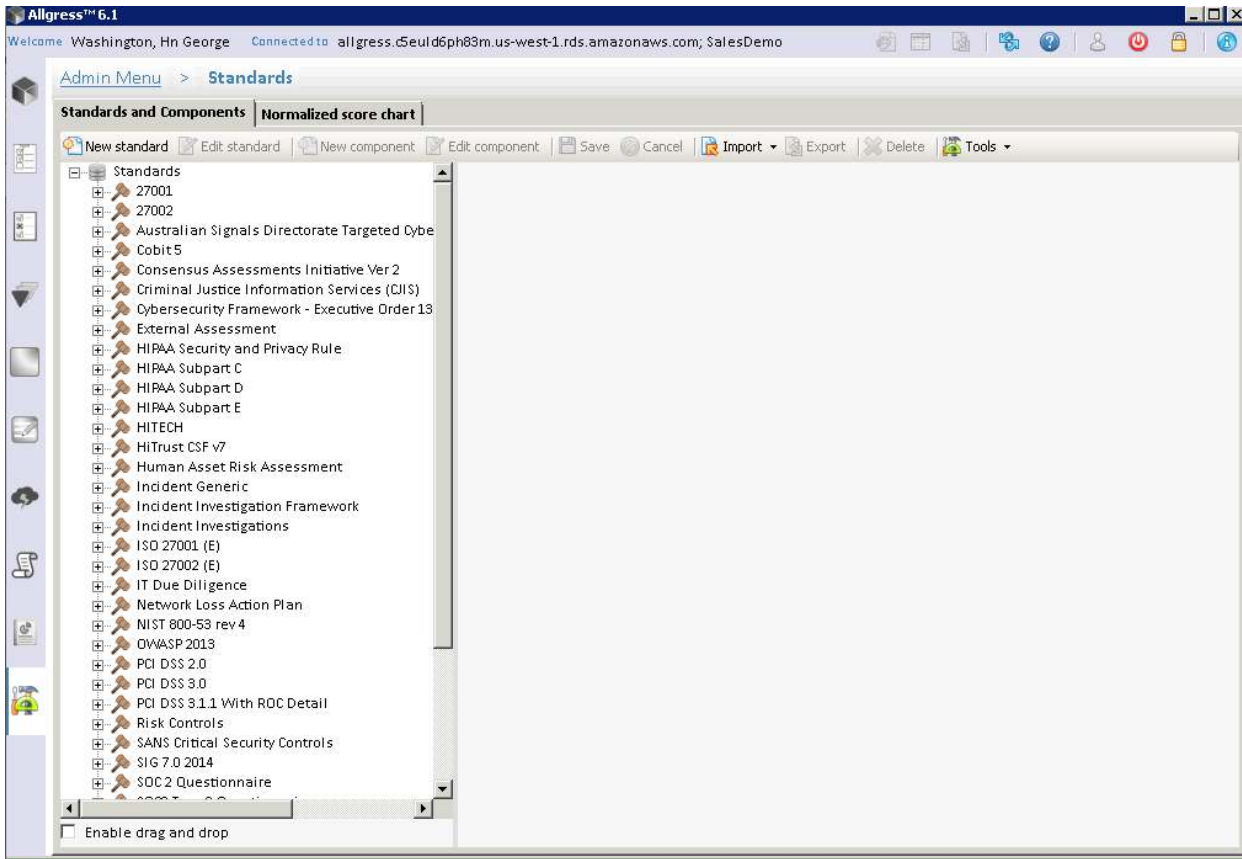 Allgress™ 6.1
Welcome Washington, Hn George Connected to allgress.c5euld6ph83m.us-west-1.rds.amazonaws.com; SalesDemo
Admin Menu > Standards
Standards and Components Normalized score chart
New standard Edit standard New component Edit component Save Cancel Import Export Delete Tools
Standards
27001
27002
Australian Signals Directorate Targeted Cybe
Cobit 5
Consensus Assessments Initiative Ver 2
Criminal Justice Information Services (CJIS)
Cybersecurity Framework - Executive Order 13
External Assessment
HIPAA Security and Privacy Rule
HIPAA Subpart C
HIPAA Subpart D
HIPAA Subpart E
HITECH
HiTrust CSF v7
Human Asset Risk Assessment
Incident Generic
Incident Investigation Framework
Incident Investigations
ISO 27001 (E)
ISO 27002 (E)
IT Due Diligence
Network Loss Action Plan
NIST 800-53 rev 4
OWASP 2013
PCI DSS 2.0
PCI DSS 3.0
PCI DSS 3.1.1 With ROC Detail
Risk Controls
SANS Critical Security Controls
SIG 7.0 2014
SOC 2 Questionnaire
Enable drag and drop